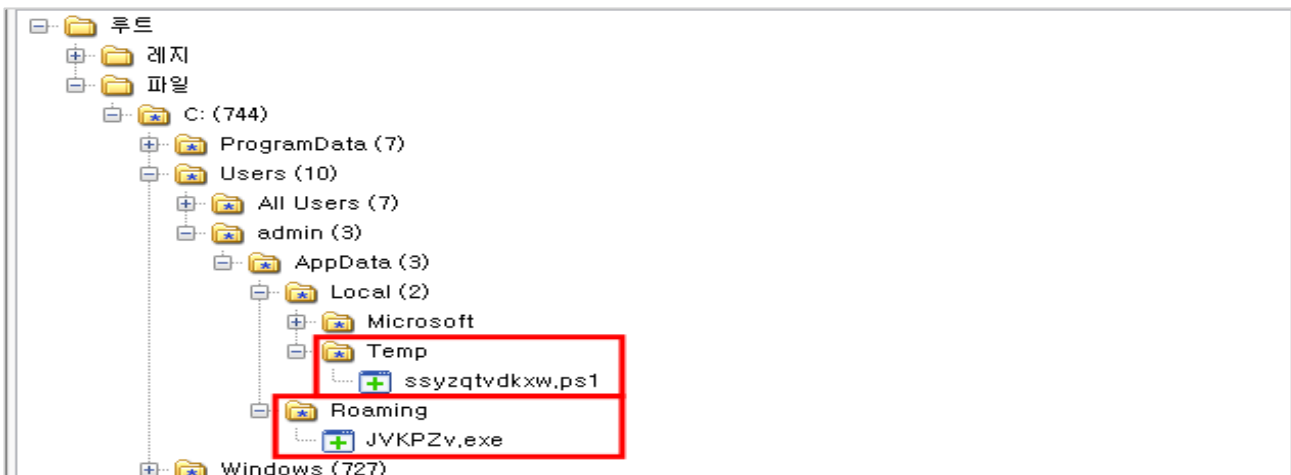 루트
레지
파일
C: (744)
ProgramData (7)
Users (10)
All Users (7)
admin (3)
AppData (3)
Local (2)
Microsoft
Temp
ssyzqtvdkxw,ps1
Roaming
JVKPZv,exe
Windows (727)